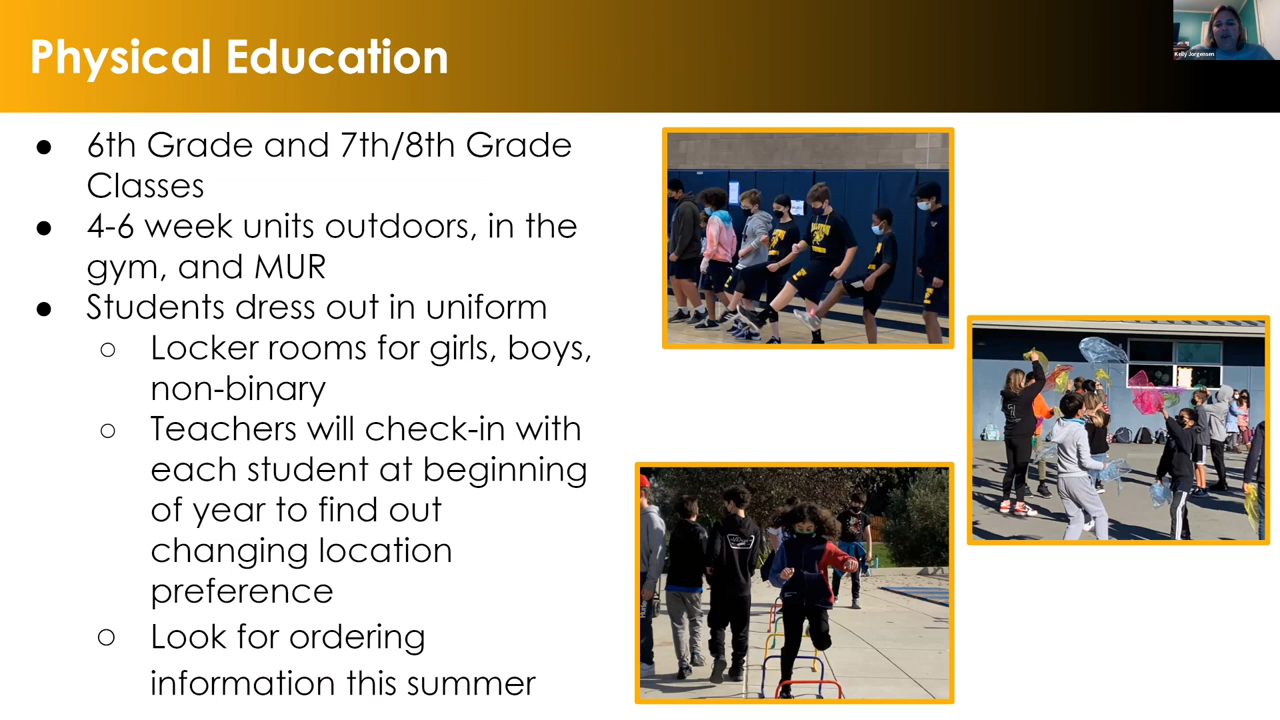 Physical Education
Kelly Jorgensen
● 6th Grade and 7th/8th Grade
Classes
● 4-6 week units outdoors, in the
gym, and MUR
● Students dress out in uniform
○ Locker rooms for girls, boys,
non-binary
○ Teachers will check-in with
each student at beginning
of year to find out
changing location
preference
○ Look for ordering
information this summer